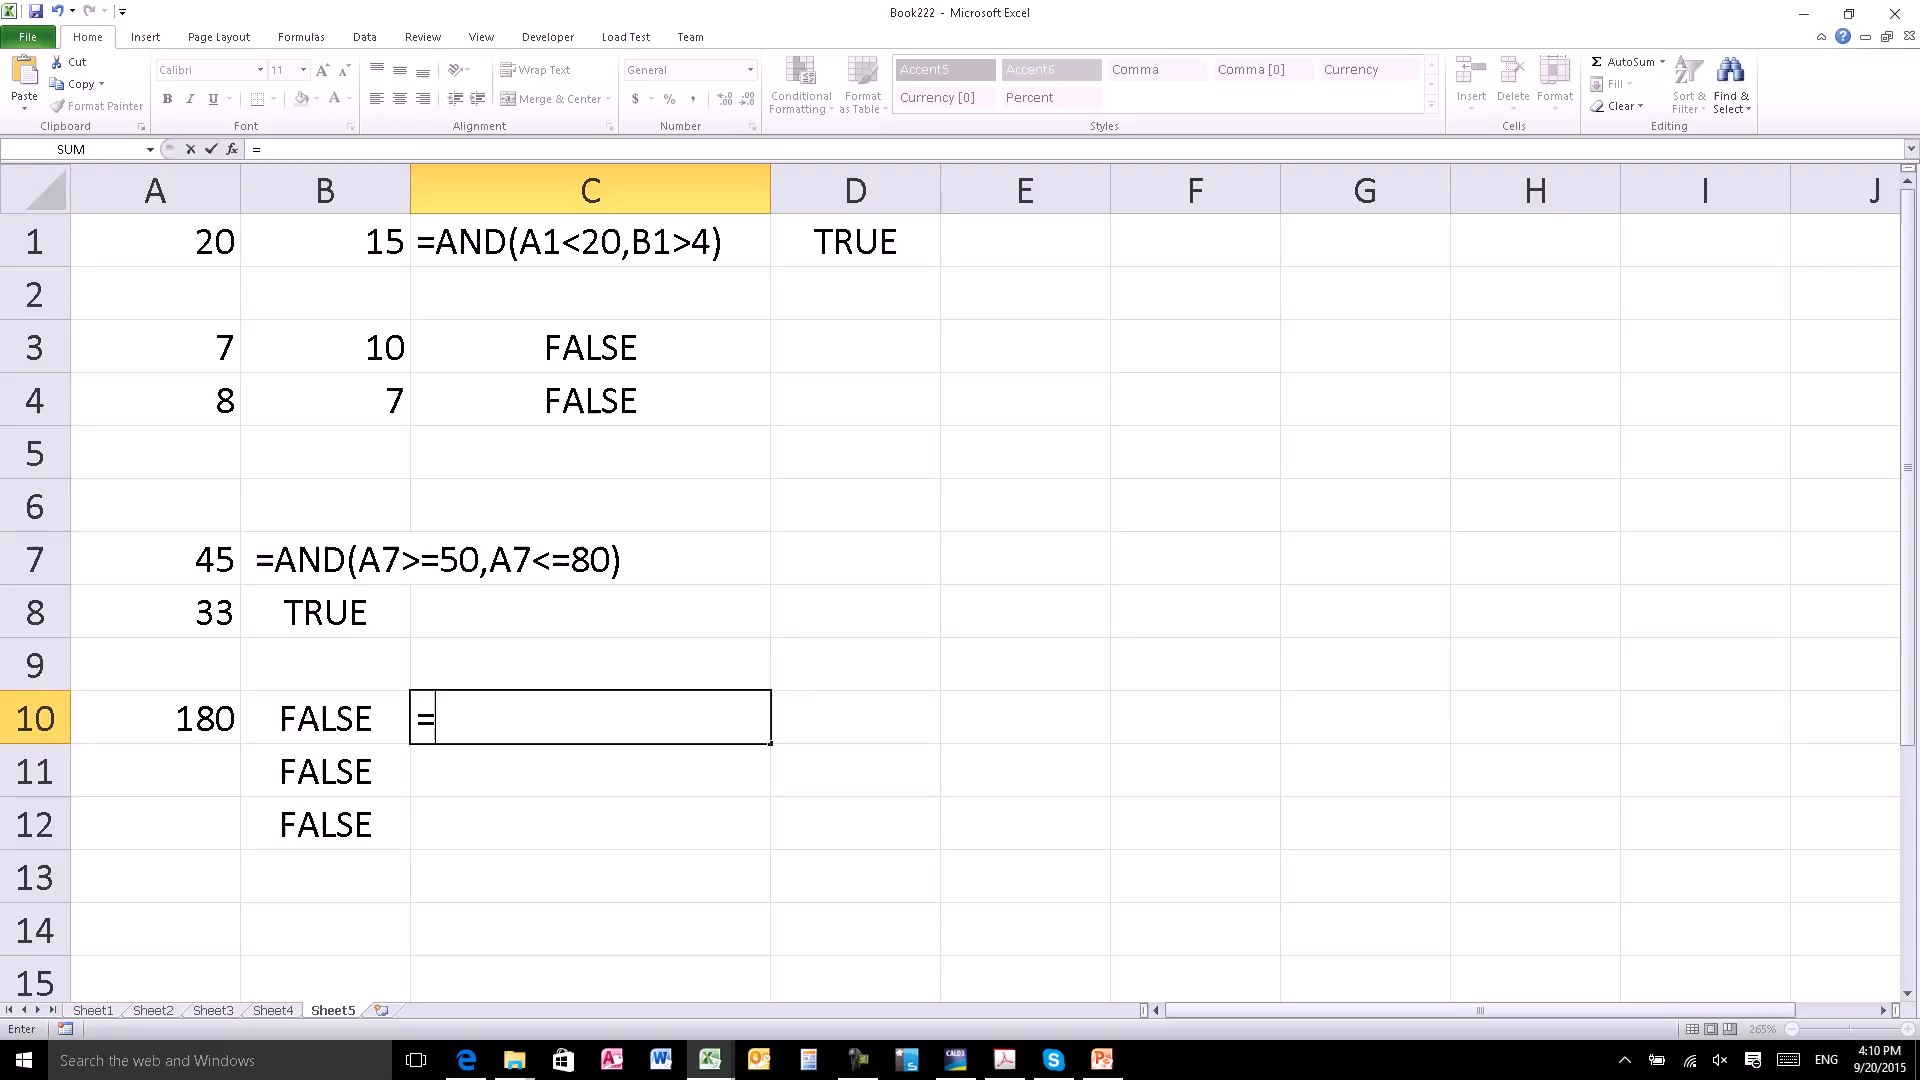 Book222 - Microsoft Excel
File Home Insert Page Layout Formulas Data Review View Developer Load Test Team
Paste
Cut
Copy
Format Painter
Clipboard
Calibri 11
B I U
Font
Wrap Text
Merge & Center
Alignment
General
$ % ,
Number
Conditional Formatting
Format as Table
Accent5 Accent6 Comma Comma [0] Currency
Currency [0] Percent
Styles
Insert Delete Format
Cells
Σ AutoSum
Fill
Clear
Sort & Filter
Find & Select
Editing
SUM fx =
A B C D E F G H I J
1 20 15 =AND(A1<20,B1>4) TRUE
2
3 7 10 FALSE
4 8 7 FALSE
5
6
7 45 =AND(A7>=50,A7<=80)
8 33 TRUE
9
10 180 FALSE =
11 FALSE
12 FALSE
13
14
15
Sheet1 Sheet2 Sheet3 Sheet4 Sheet5
Enter 265%
Search the web and Windows
ENG
4:10 PM
9/20/2015